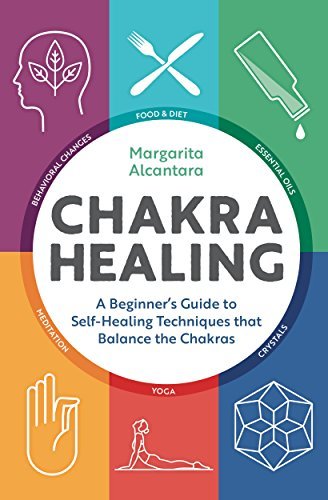 FOOD & DIET
BEHAVIORAL CHANGES
ESSENTIAL OILS
Margarita
Alcantara
CHAKRA
HEALING
A Beginner's Guide to
Self-Healing Techniques that
Balance the Chakras
MEDITATION
CRYSTALS
YOGA